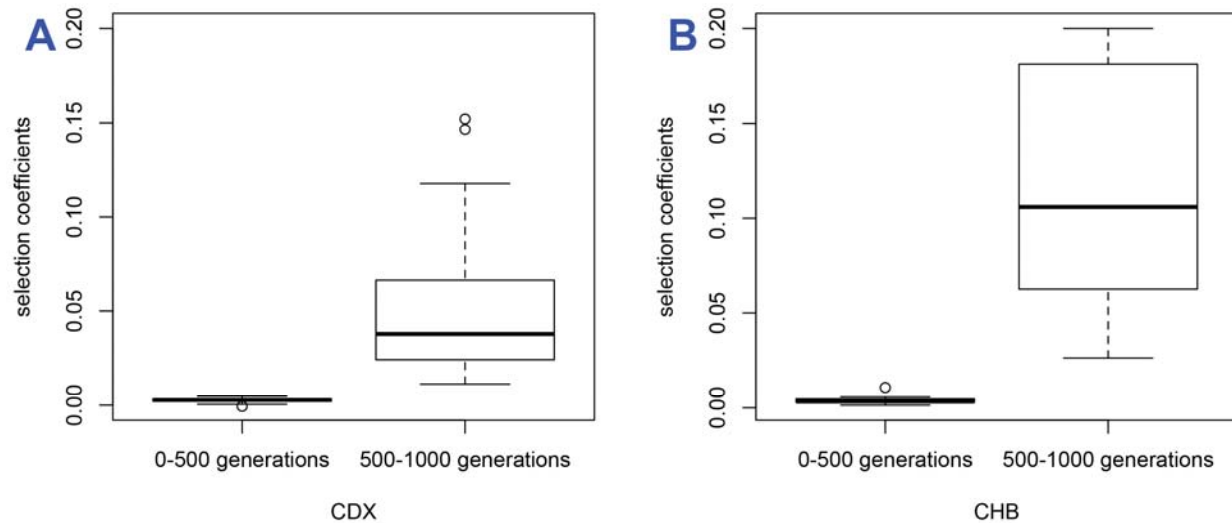 A
selection coefficients
0.20
0.15
0.10
0.05
0.00
0-500 generations
500-1000 generations
CDX
B
selection coefficients
0.20
0.15
0.10
0.05
0.00
0-500 generations
500-1000 generations
CHB